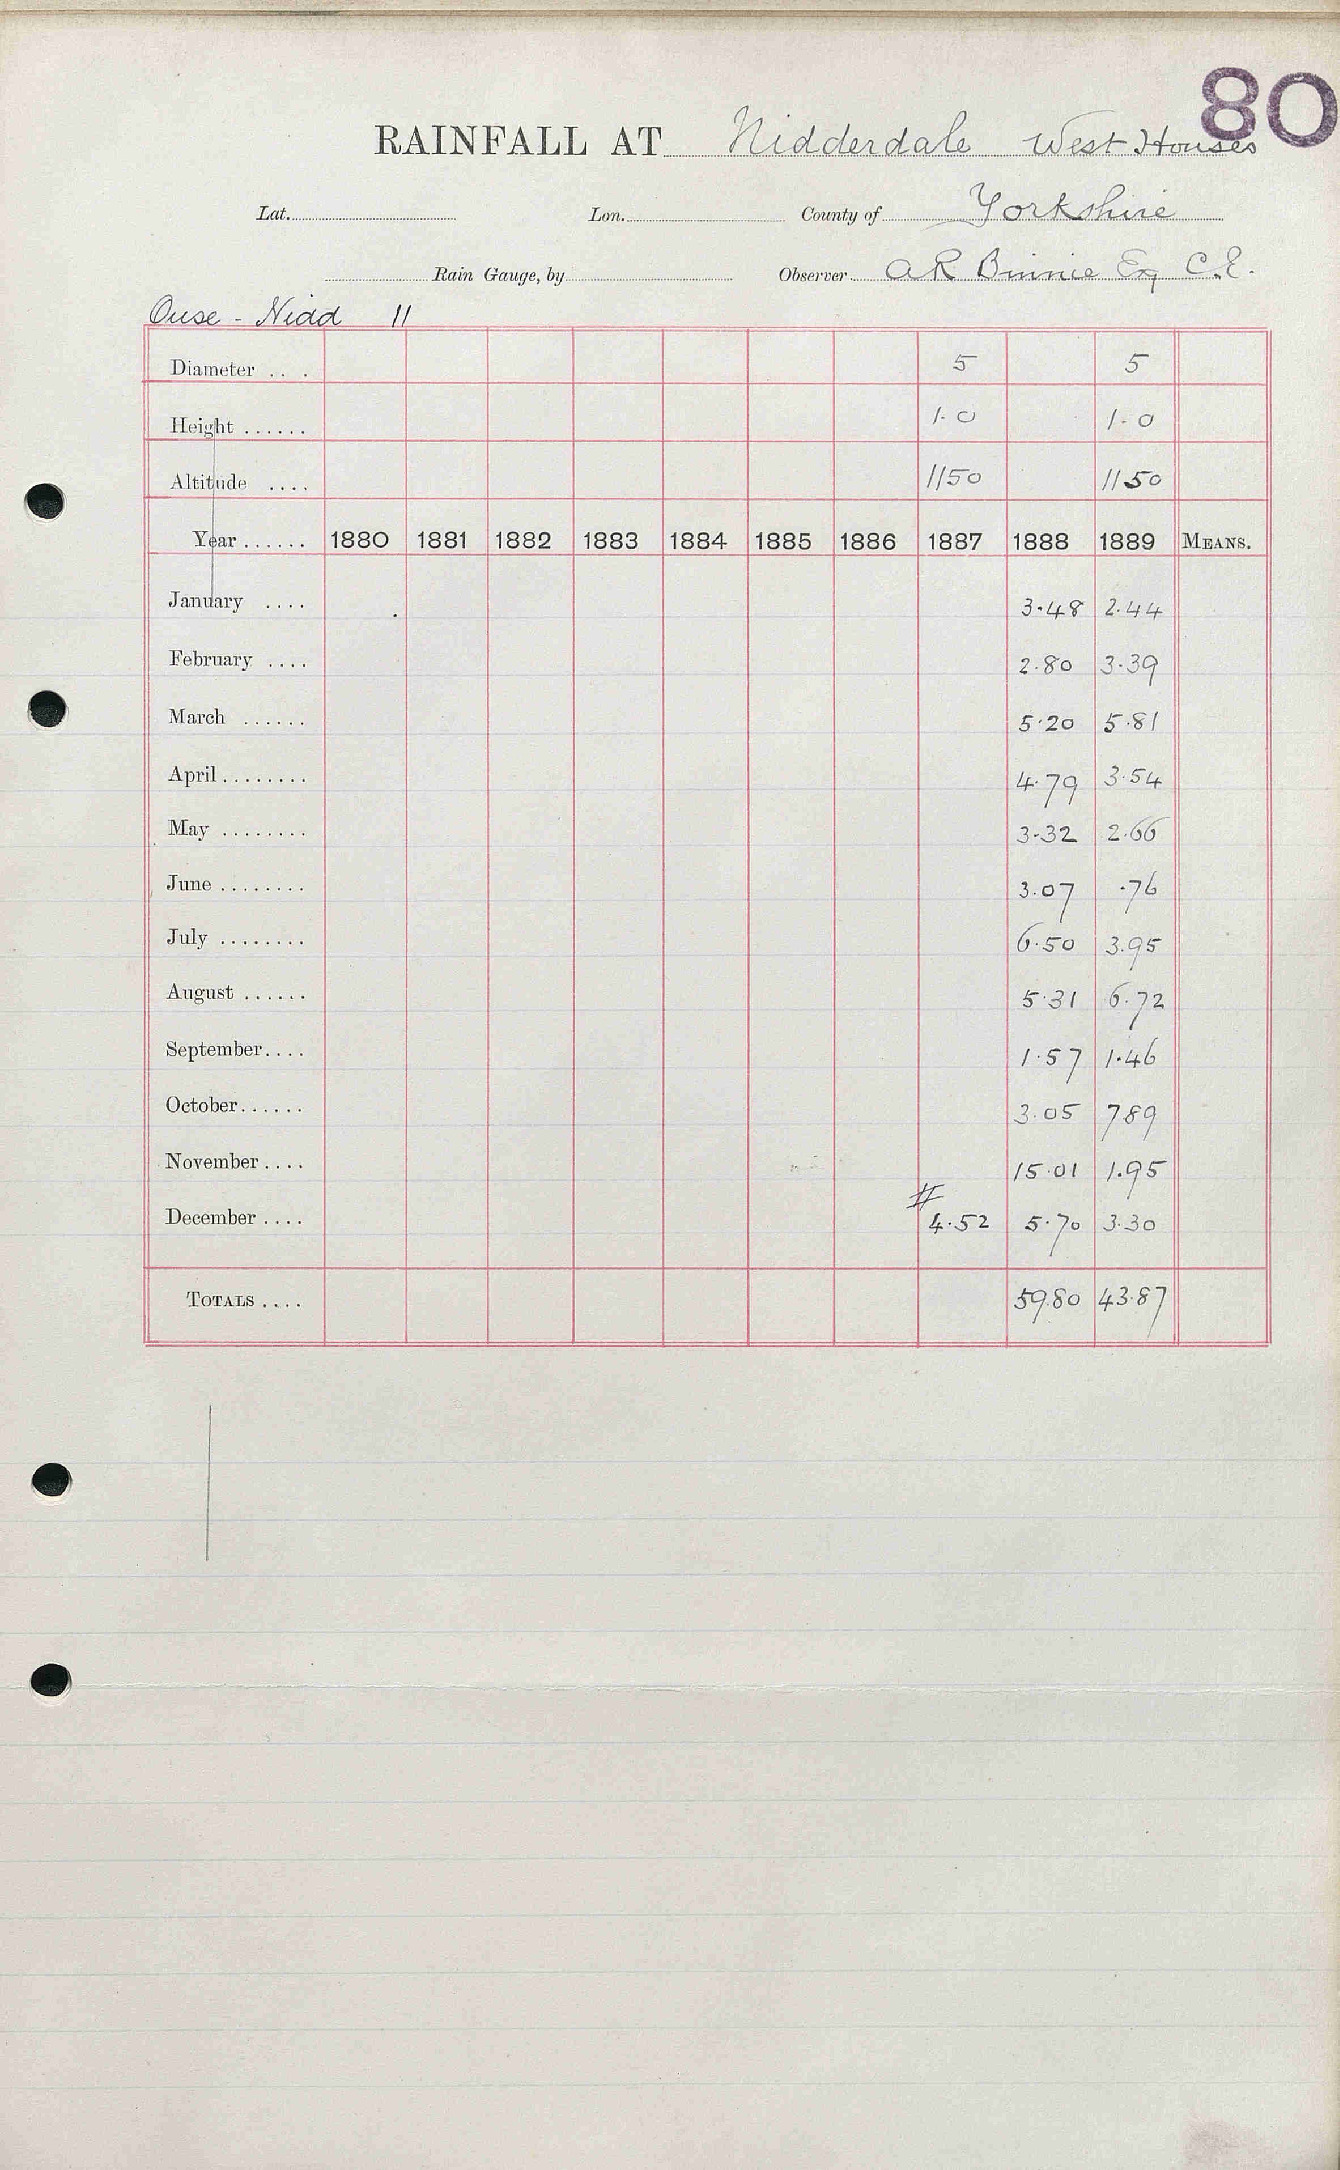 80
RAINFALL AT Nidderdale West Houses
Lat. Lon. County of Yorkshire
Rain Gauge, by Observer. A R Binnie Esq C.E.
Ouse - Nidd 11
Diameter ... 5 5
Height ...... 1.0 1.0
Altitude .... 1150 1150
Year ...... 1880 1881 1882 1883 1884 1885 1886 1887 1888 1889 MEANS.
January .... 3.48 2.44
February .... 2.80 3.39
March ...... 5.20 5.81
April ........ 4.79 3.54
May ........ 3.32 2.66
June ........ 3.07 .76
July ........ 6.50 3.95
August ...... 5.31 6.72
September.... 1.57 1.46
October...... 3.05 789
November .... 15.01 1.95
#
December .... 4.52 5.70 3.30
TOTALS .... 59.80 43.87